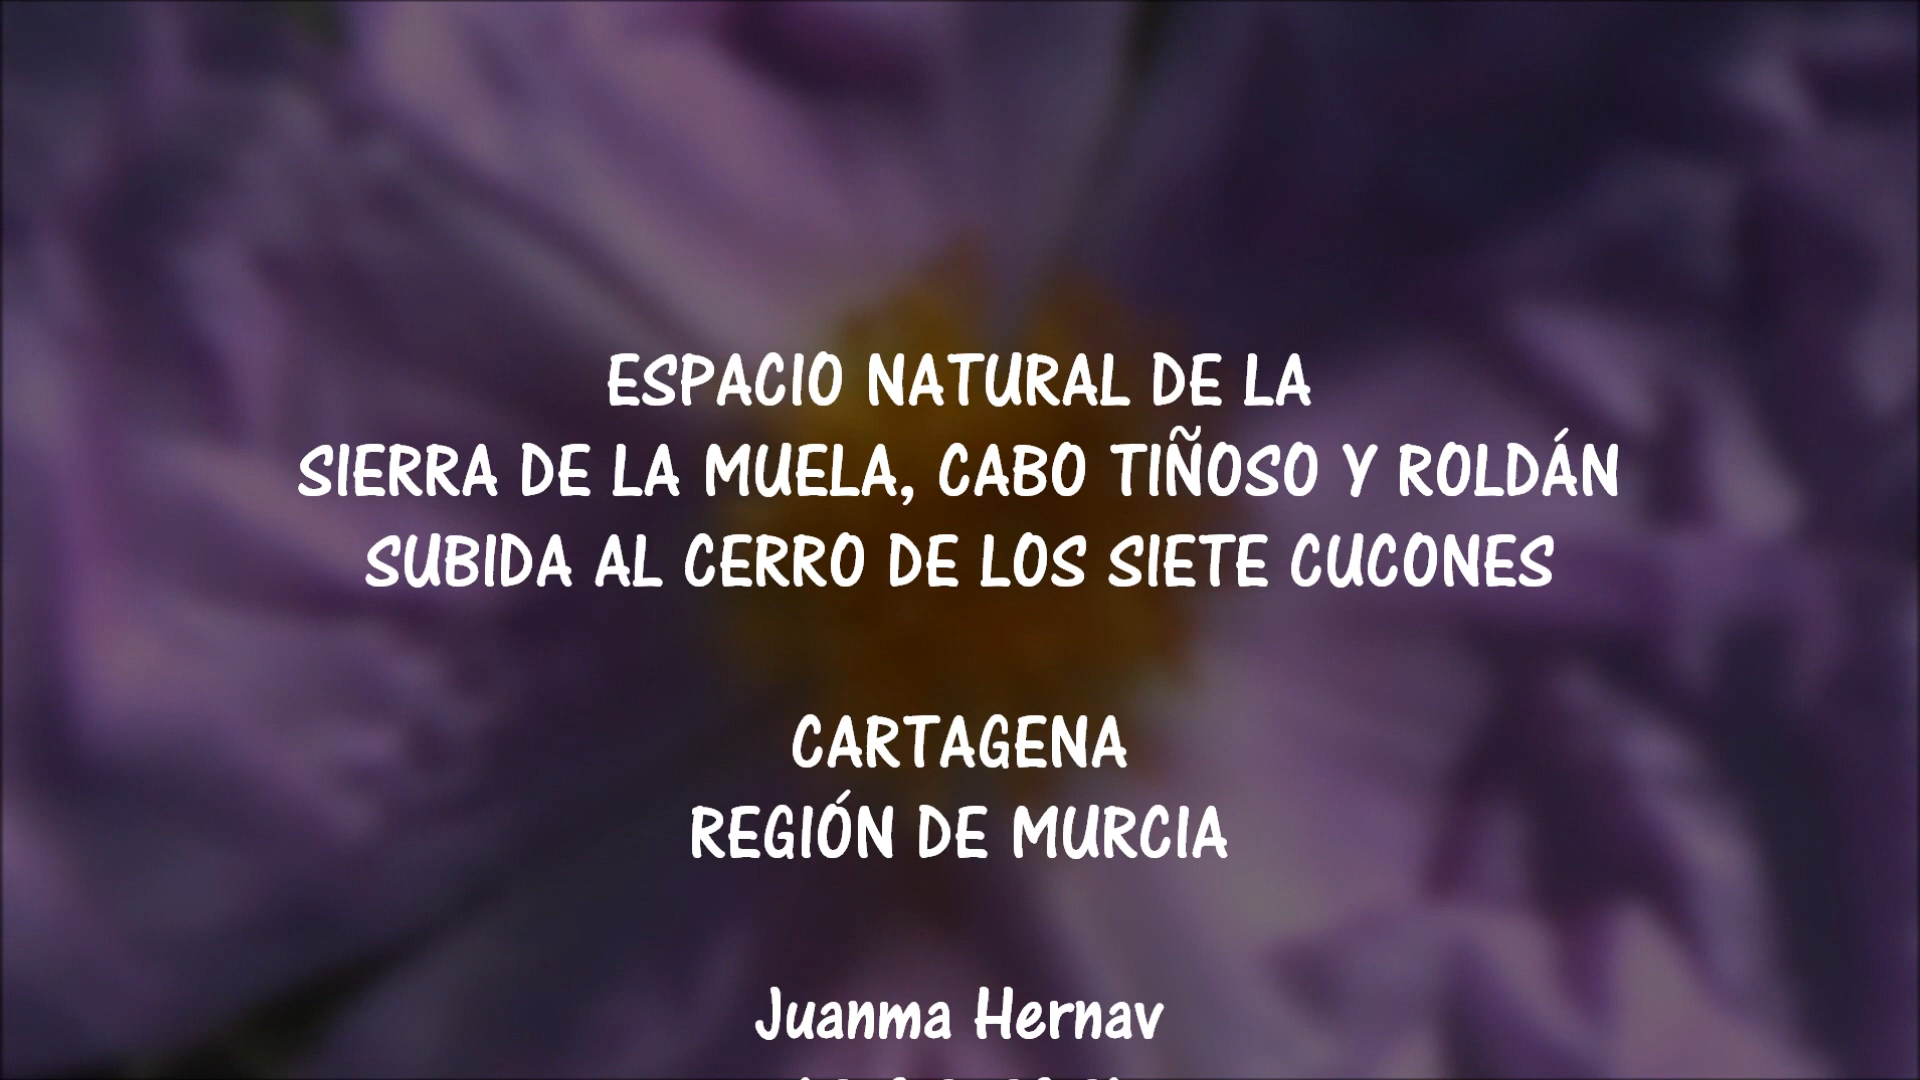 ESPACIO NATURAL DE LA
SIERRA DE LA MUELA, CABO TIÑOSO Y ROLDÁN
SUBIDA AL CERRO DE LOS SIETE CUCONES
CARTAGENA
REGIÓN DE MURCIA
Juanma Hernav